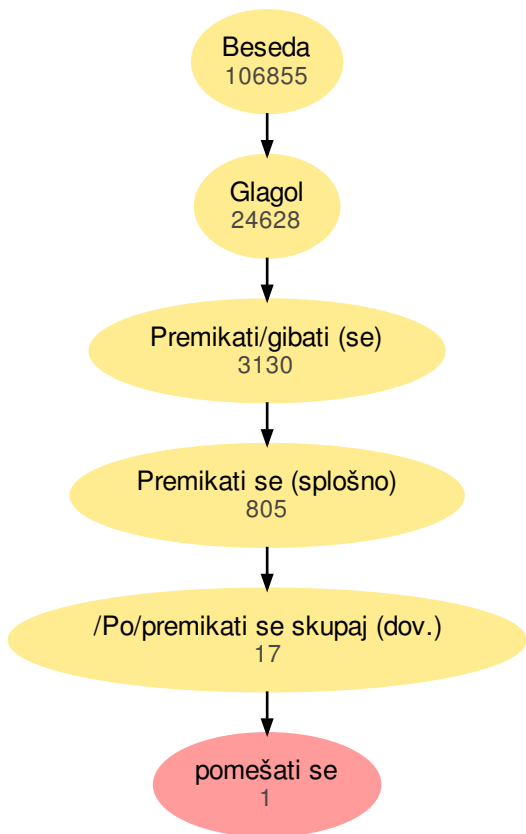 Beseda
106855
Glagol
24628
Premikati/gibati (se)
3130
Premikati se (splošno)
805
/Po/premikati se skupaj (dov.)
17
pomešati se
1